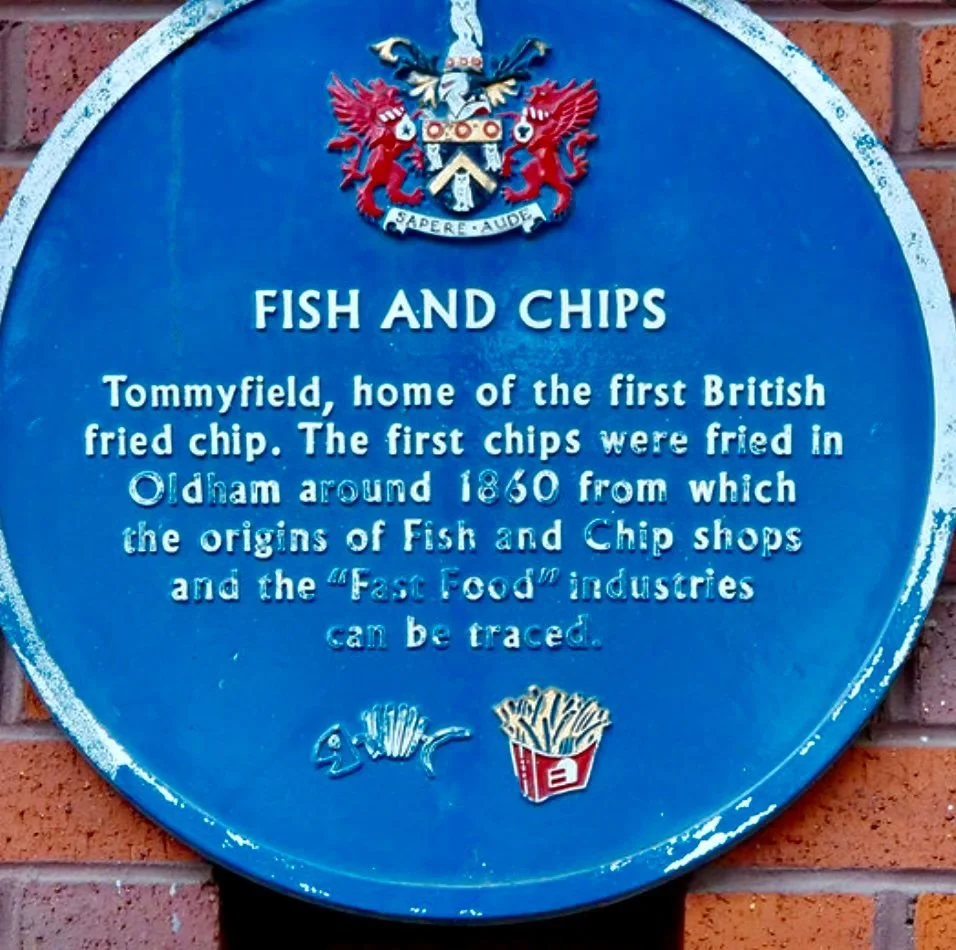 SAPERE · AUDE
FISH AND CHIPS
Tommyfield, home of the first British
fried chip. The first chips were fried in
Oldham around 1860 from which
the origins of Fish and Chip shops
and the “Fast Food” industries
can be traced.